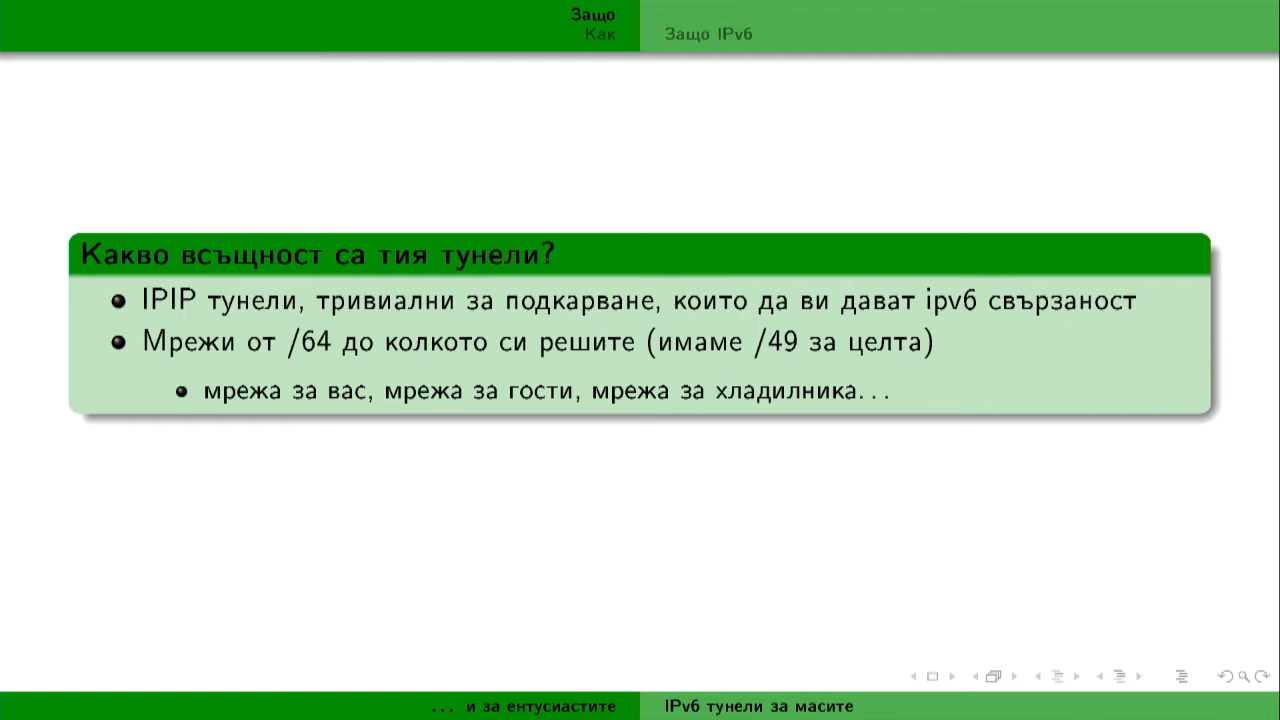 Защо
Как
Защо IPv6
Какво всъщност са тия тунели?
IPIP тунели, тривиални за подкарване, които да ви дават ipv6 свързаност
Мрежи от /64 до колкото си решите (имаме /49 за целта)
мрежа за вас, мрежа за гости, мрежа за хладилника...
... и за ентусиастите
IPv6 тунели за масите